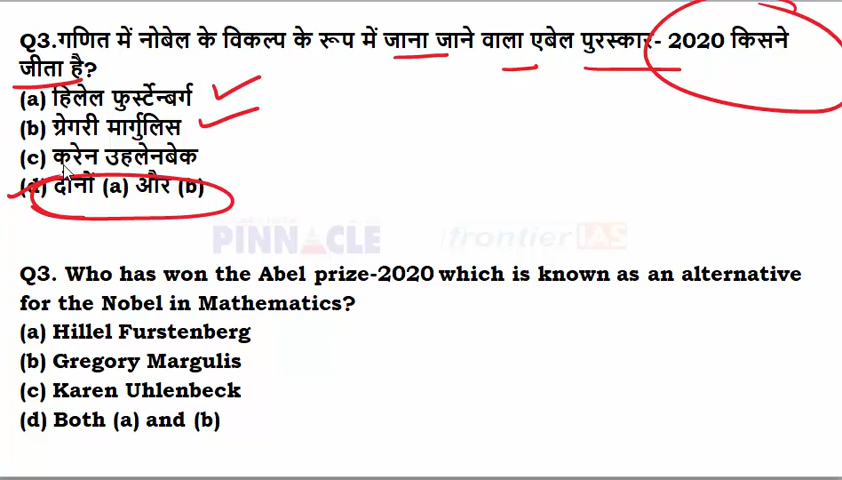 Q3.गणित में नोबेल के विकल्प के रूप में जाना जाने वाला एबेल पुरस्कार- 2020 किसने
जीता है?
(a) हिलेल फुर्स्टेन्बर्ग
(b) ग्रेगरी मार्गुलिस
(c) करेन उहलेनबेक
(d) दोनों (a) और (b)
PINNACLE frontier IAS
Q3. Who has won the Abel prize-2020 which is known as an alternative
for the Nobel in Mathematics?
(a) Hillel Furstenberg
(b) Gregory Margulis
(c) Karen Uhlenbeck
(d) Both (a) and (b)